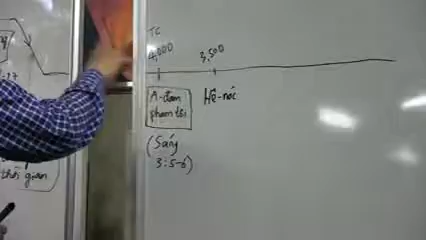 TC
4,000
3,500
A-đam
phạm tội
Hê-nóc
(Sáng
3:5-6)
thời gian